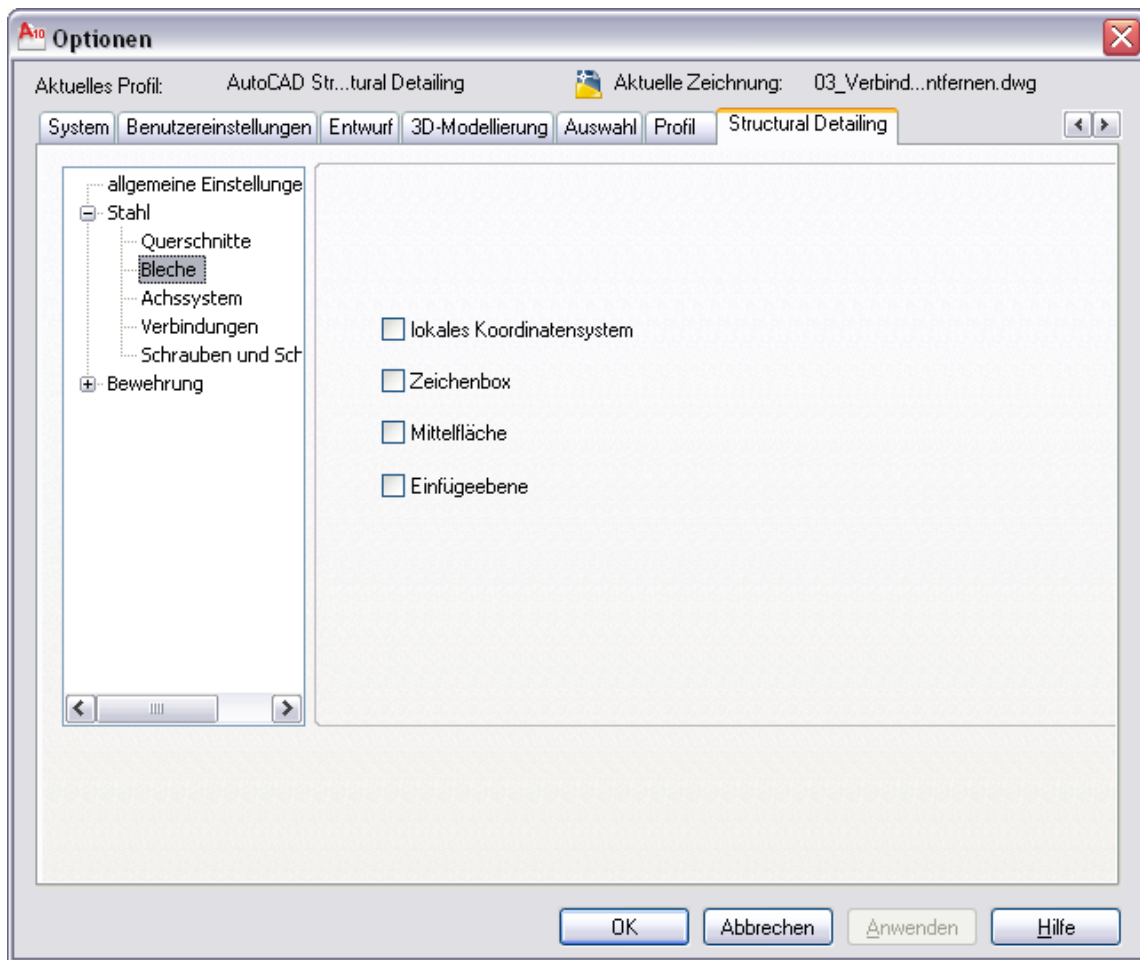 A10 Optionen
Aktuelles Profil: AutoCAD Str...tural Detailing Aktuelle Zeichnung: 03_Verbind...ntfernen.dwg
System Benutzereinstellungen Entwurf 3D-Modellierung Auswahl Profil Structural Detailing
allgemeine Einstellunge
Stahl
Querschnitte
Bleche
Achssystem
Verbindungen
Schrauben und Sch
Bewehrung
lokales Koordinatensystem
Zeichenbox
Mittelfläche
Einfügeebene
OK Abbrechen Anwenden Hilfe